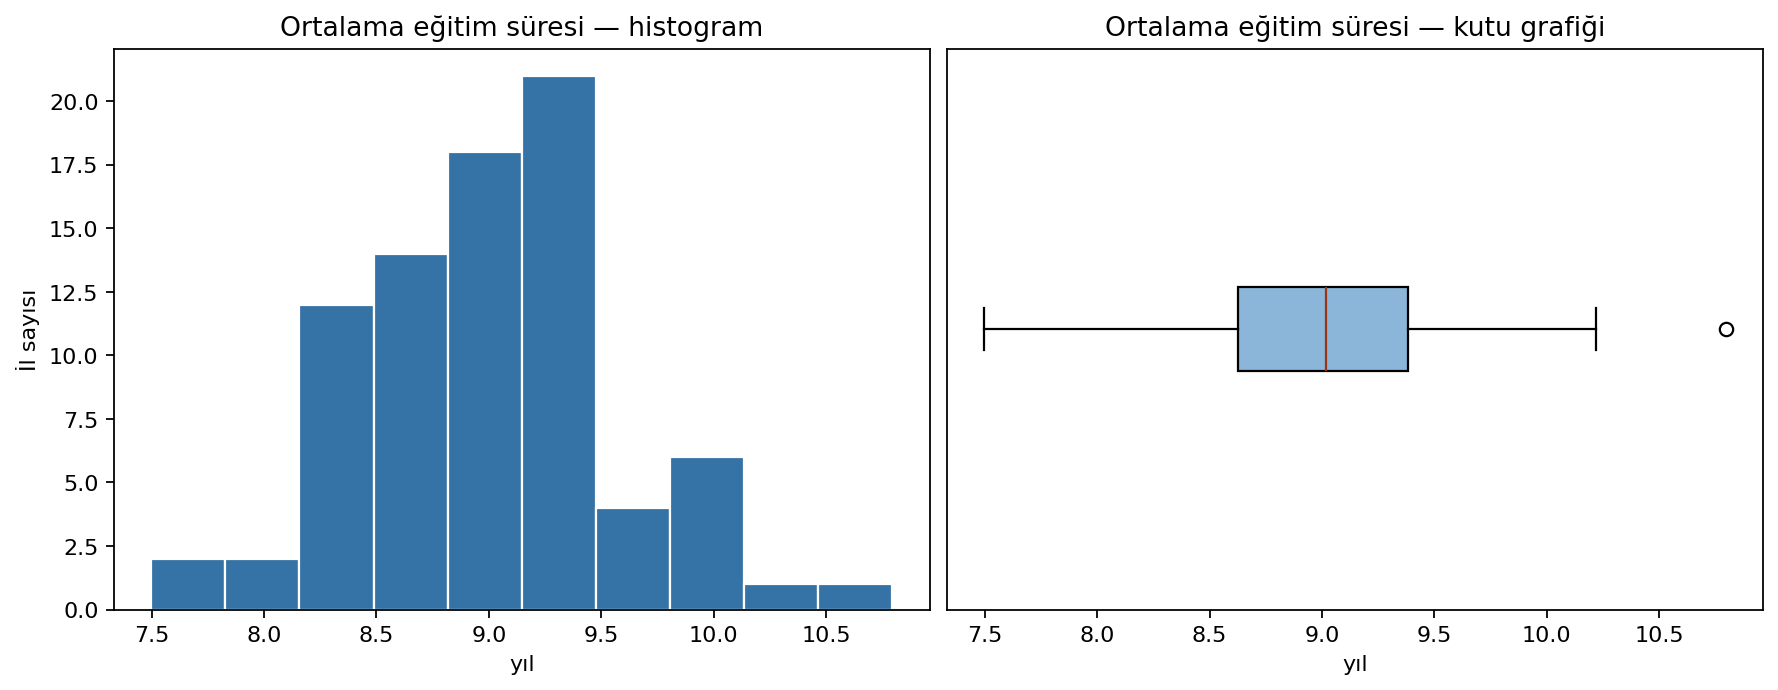 Ortalama eğitim süresi — histogram
İl sayısı
20.0
17.5
15.0
12.5
10.0
7.5
5.0
2.5
0.0
7.5 8.0 8.5 9.0 9.5 10.0 10.5
yıl
Ortalama eğitim süresi — kutu grafiği
7.5 8.0 8.5 9.0 9.5 10.0 10.5
yıl